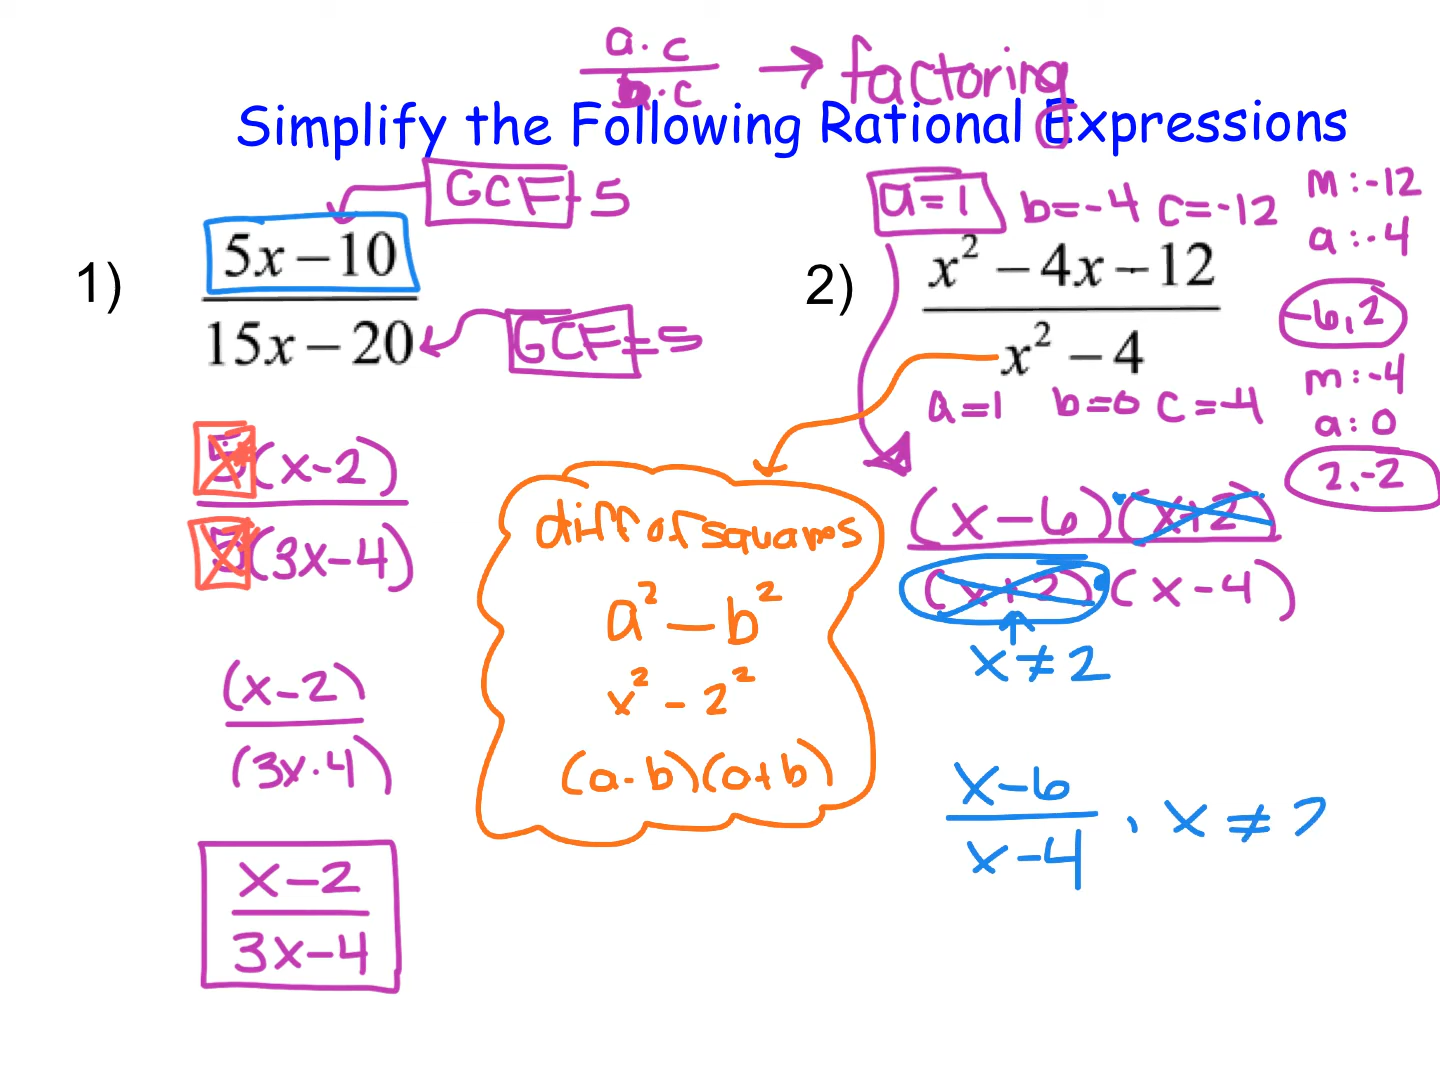 a · c
b · c → factoring
Simplify the Following Rational Expressions
GCF = 5
1) 5x – 10
15x – 20
GCF = 5
5(x-2)
5(3x-4)
(x-2)
(3x·4)
x-2
3x-4
a=1 b=-4 c=-12
2) x² – 4x – 12
x² – 4
a=1 b=0 c=-4
m:-12
a:-4
-6,2
m:-4
a:0
2,-2
diff of squares
a² - b²
x² - 2²
(a-b)(a+b)
(x-6)(x+2)
(x+2)(x-4)
x ≠ 2
x-6
x-4 , x ≠ 2